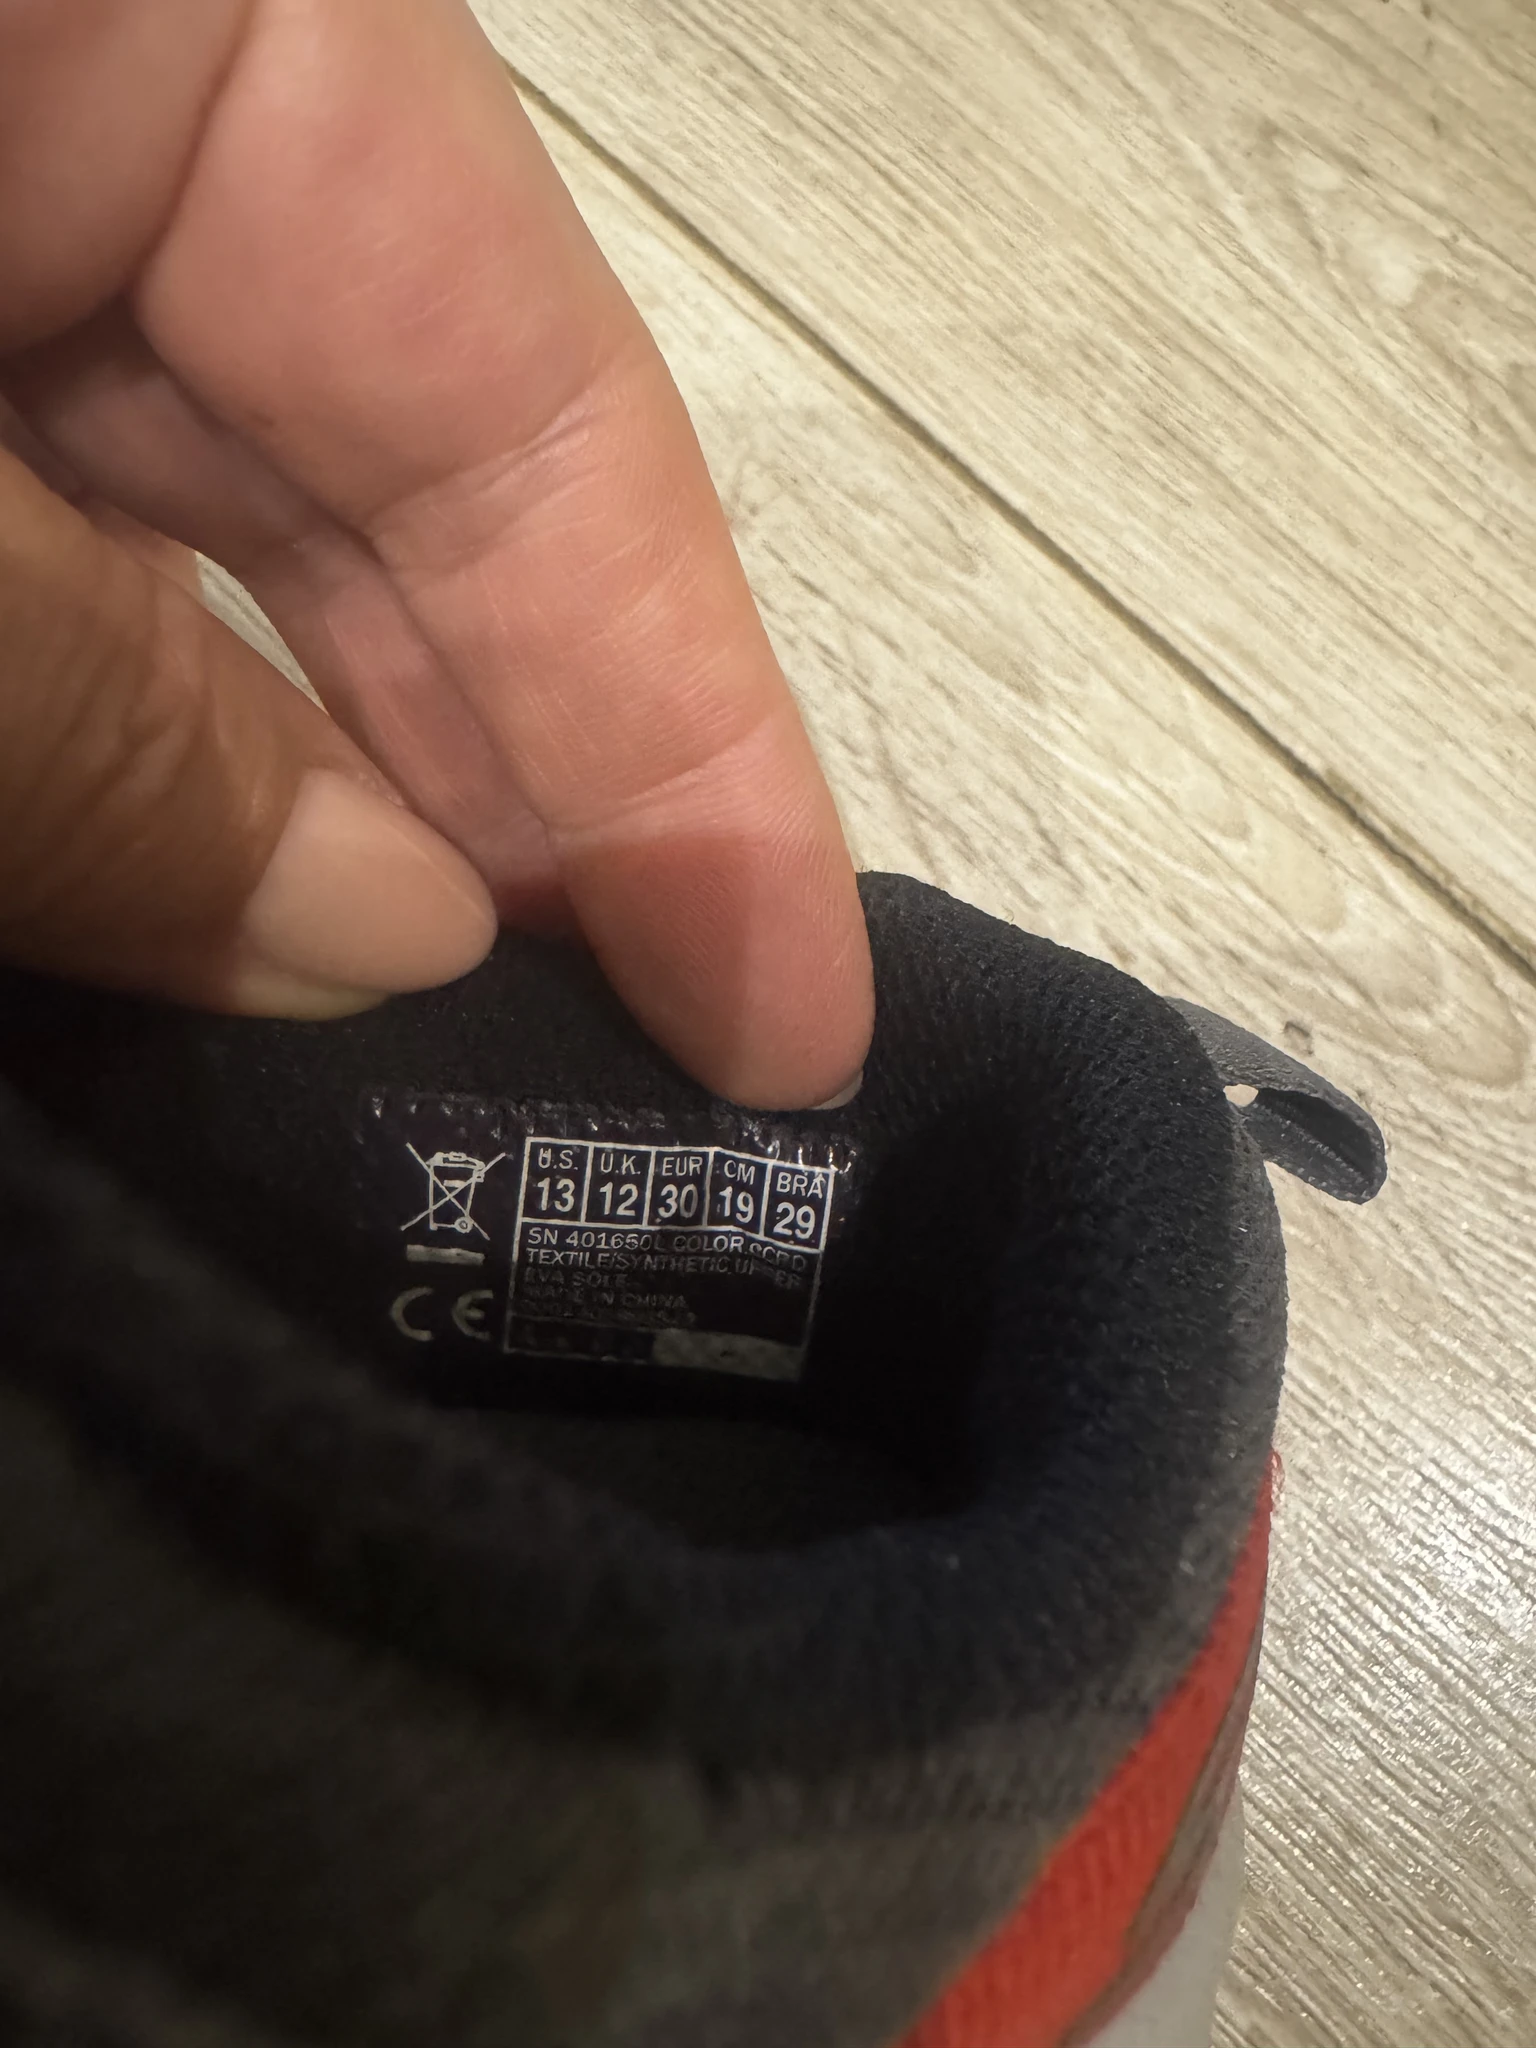 U.S. U.K. EUR CM BRA
13 12 30 19 29
SN 401650L COLOR CCRD
TEXTILE/SYNTHETIC UPPER
EVA SOLE
MADE IN CHINA
CE